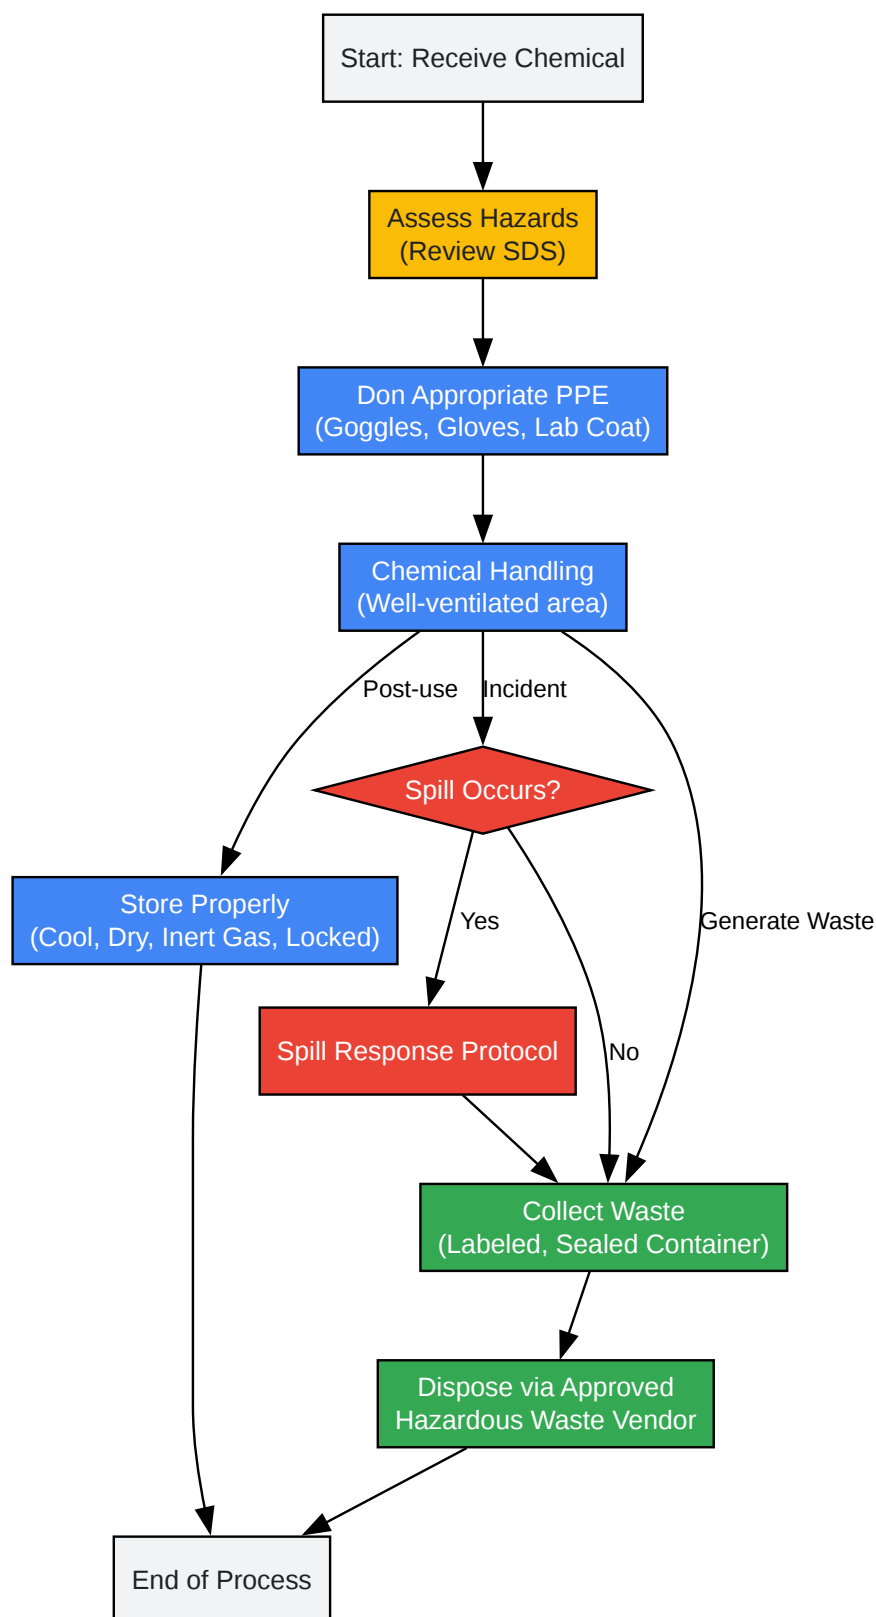 Start: Receive Chemical
Assess Hazards
(Review SDS)
Don Appropriate PPE
(Goggles, Gloves, Lab Coat)
Chemical Handling
(Well-ventilated area)
Post-use
Incident
Spill Occurs?
Store Properly
(Cool, Dry, Inert Gas, Locked)
Yes
Generate Waste
Spill Response Protocol
No
Collect Waste
(Labeled, Sealed Container)
Dispose via Approved
Hazardous Waste Vendor
End of Process